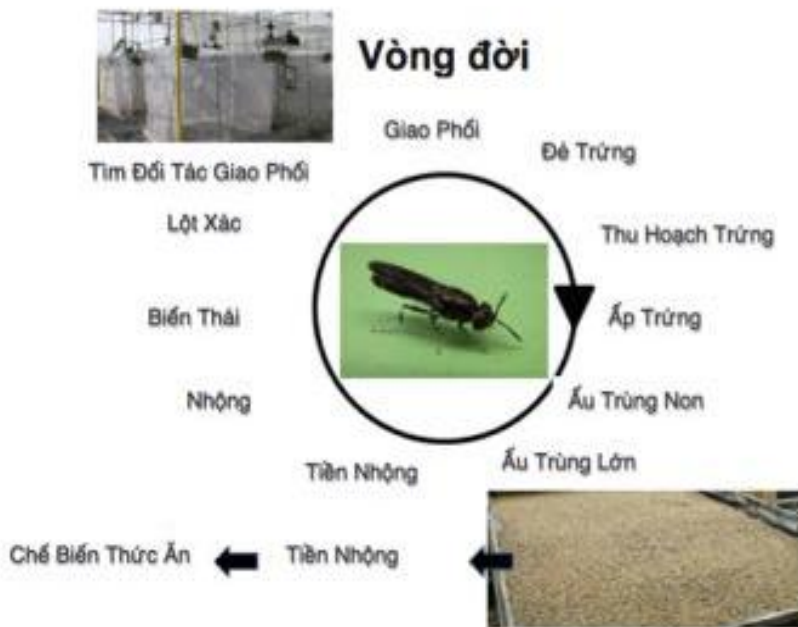 Vòng đời
Giao Phối
Đẻ Trứng
Thu Hoạch Trứng
Ấp Trứng
Ấu Trùng Non
Ấu Trùng Lớn
Tiền Nhộng
Nhộng
Biến Thái
Lột Xác
Tìm Đối Tác Giao Phối
Tiền Nhộng
Chế Biến Thức Ăn